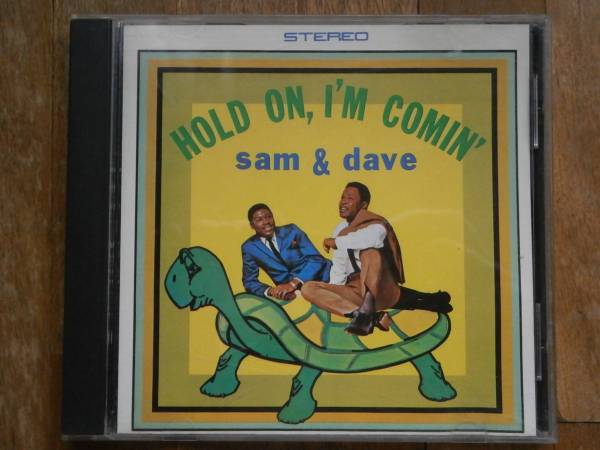 STEREO
HOLD ON, I'M COMIN'
sam & dave